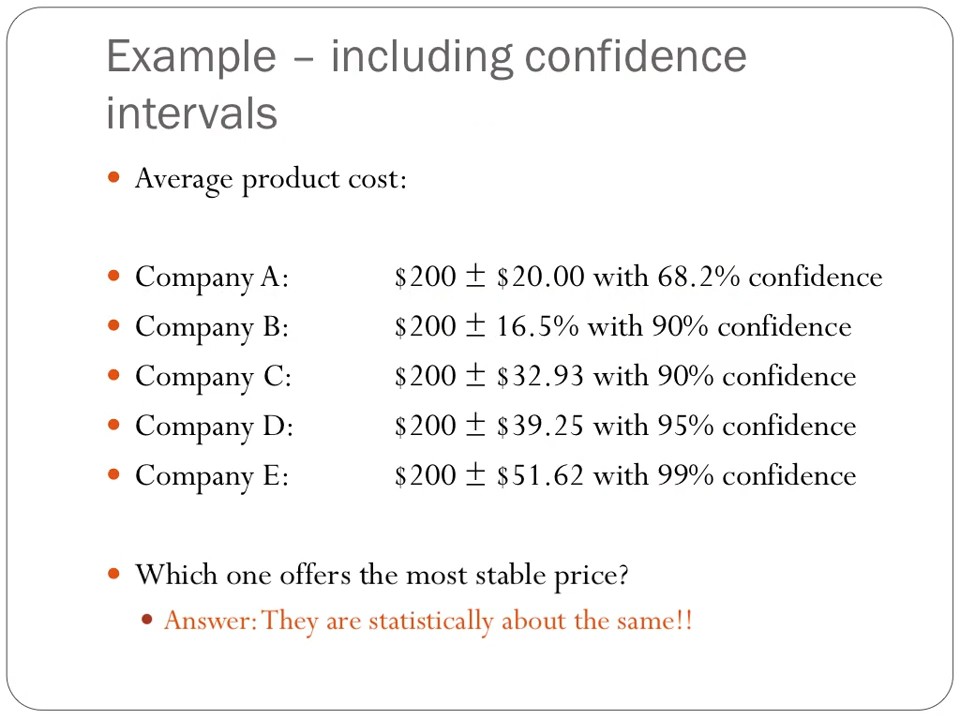 Example – including confidence
intervals
• Average product cost:
• Company A: $200 ± $20.00 with 68.2% confidence
• Company B: $200 ± 16.5% with 90% confidence
• Company C: $200 ± $32.93 with 90% confidence
• Company D: $200 ± $39.25 with 95% confidence
• Company E: $200 ± $51.62 with 99% confidence
• Which one offers the most stable price?
• Answer: They are statistically about the same!!